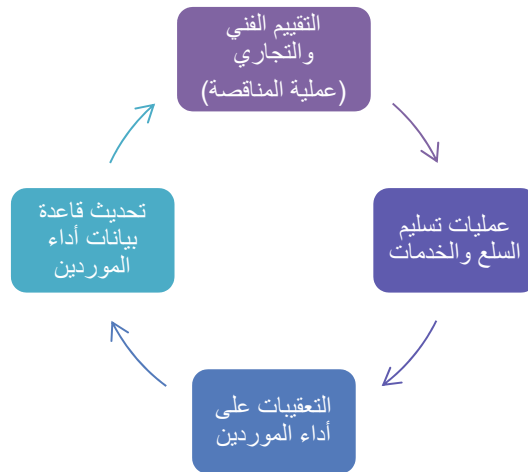 التقييم الفني
والتجاري
(عملية المناقصة)
عمليات تسليم
السلع والخدمات
التعقيبات على
أداء الموردين
تحديث قاعدة
بيانات أداء
الموردين